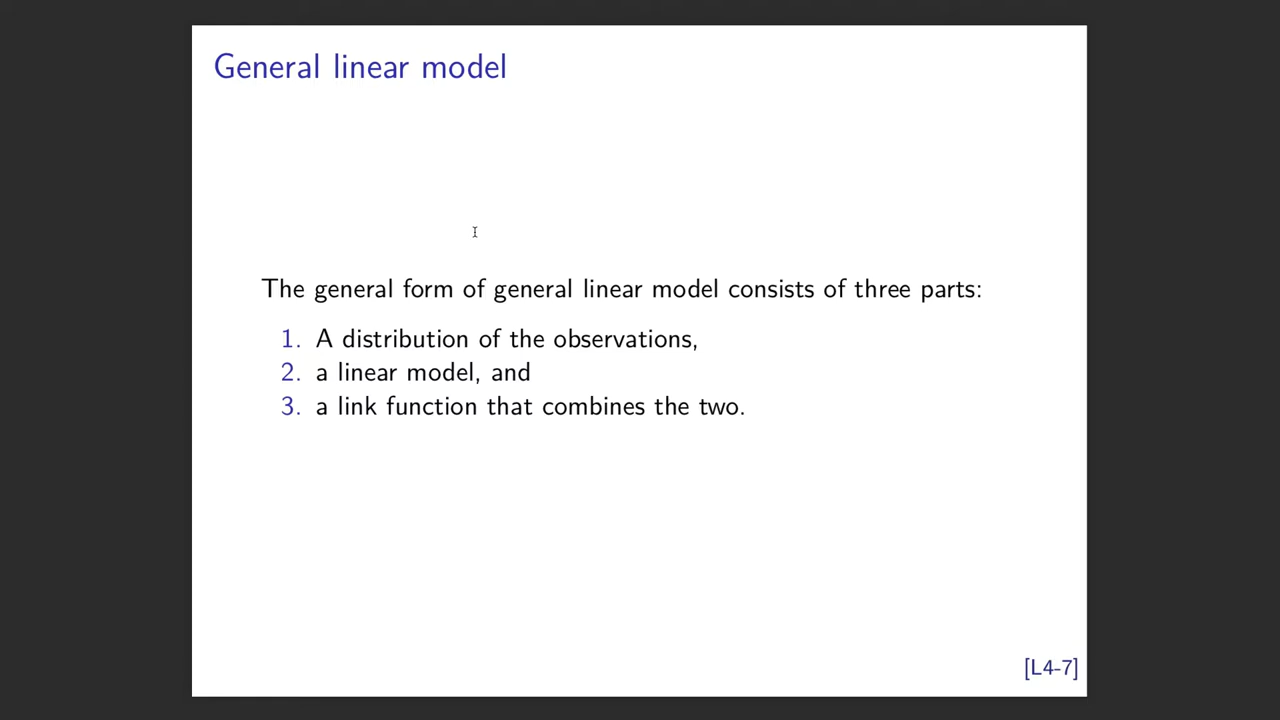 General linear model
The general form of general linear model consists of three parts:
1. A distribution of the observations,
2. a linear model, and
3. a link function that combines the two.
[L4-7]